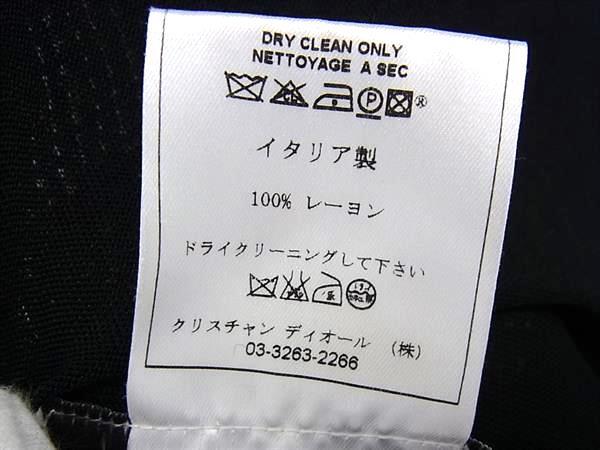 DRY CLEAN ONLY
NETTOYAGE A SEC
P ®
イタリア製
100% レーヨン
ドライクリーニングして下さい
クリスチャン ディオール (株)
03-3263-2266